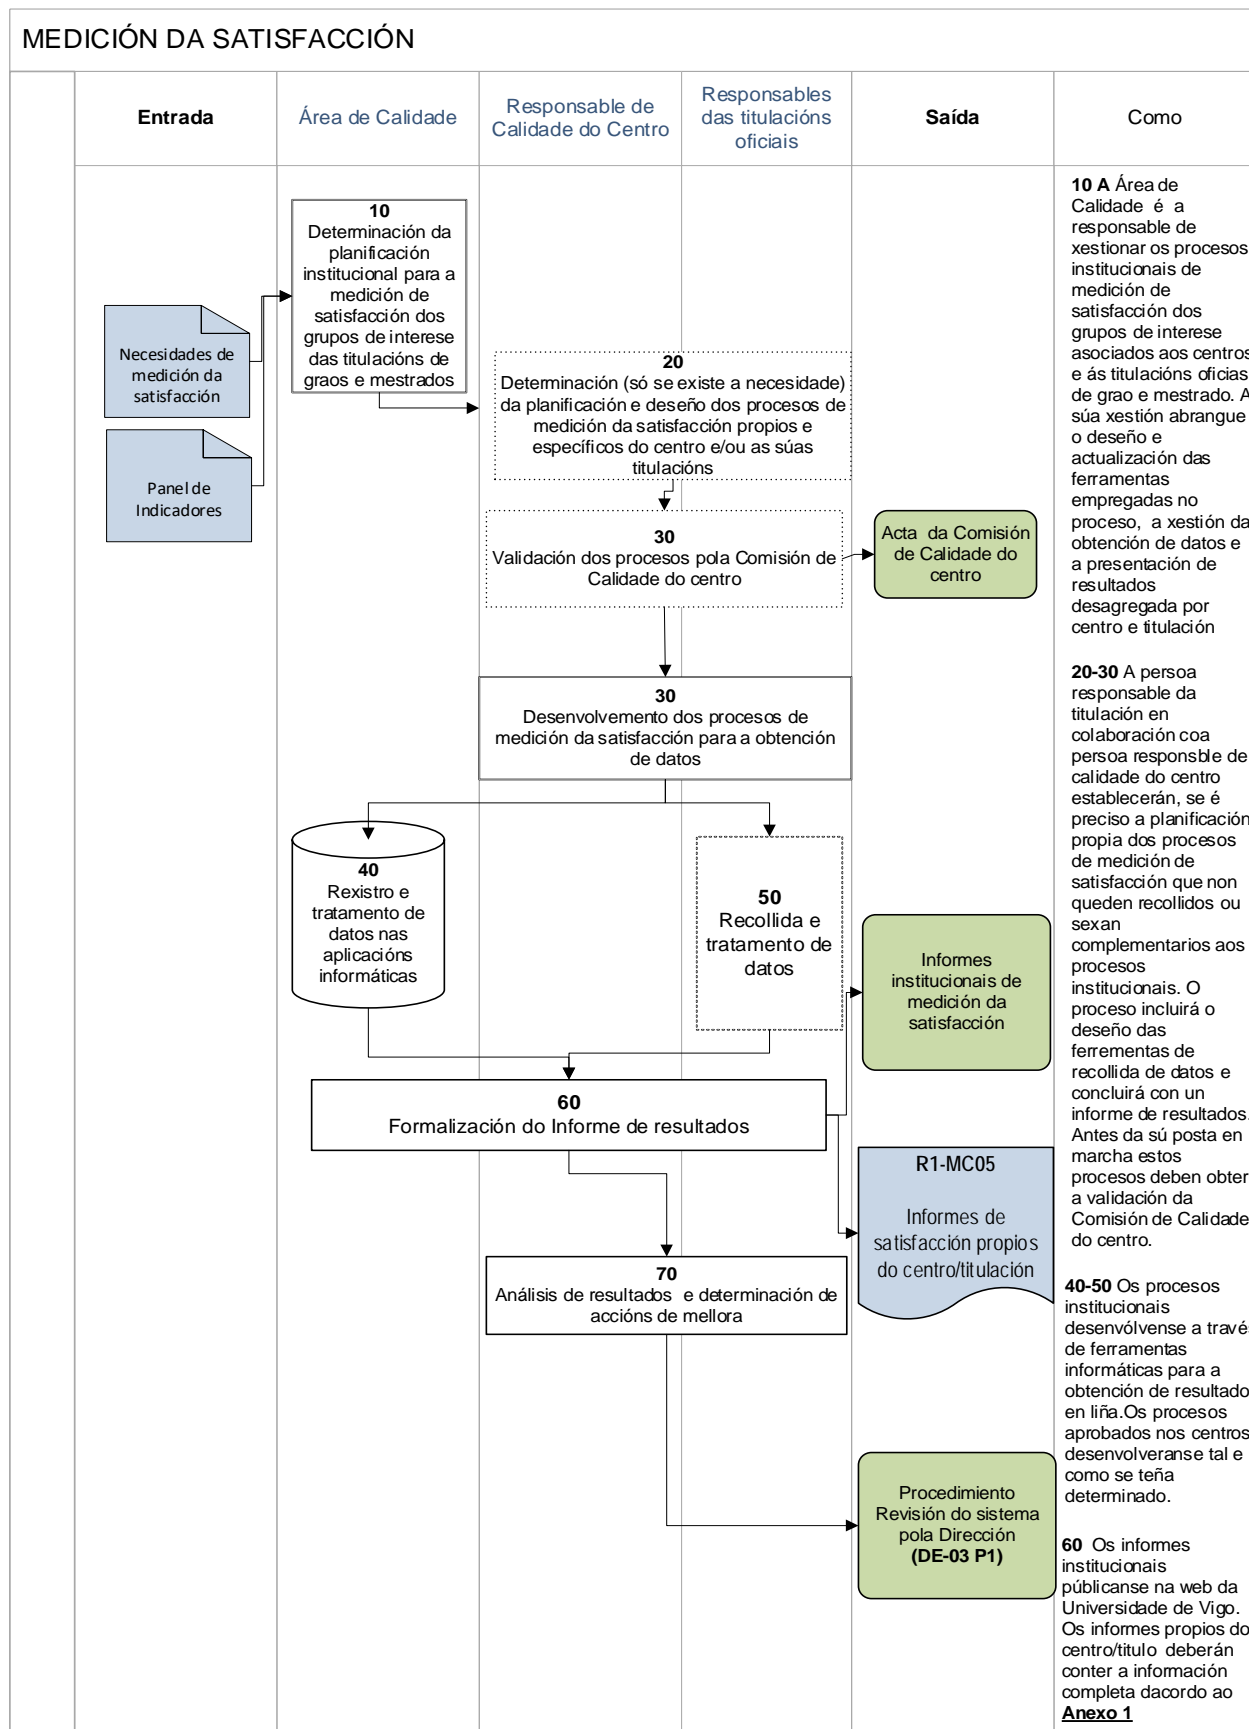 MEDICIÓN DA SATISFACCIÓN
Entrada
Área de Calidade
Responsable de
Calidade do Centro
Responsables
das titulacións
oficiais
Saída
Como
10
Determinación da
planificación
institucional para a
medición de
satisfacción dos
grupos de interese
das titulacións de
graos e mestrados
Necesidades de
medición da
satisfacción
Panel de
Indicadores
20
Determinación (só se existe a necesidade)
da planificación e deseño dos procesos de
medición da satisfacción propios e
específicos do centro e/ou as súas
titulacións
30
Validación dos procesos pola Comisión de
Calidade do centro
Acta da Comisión
de Calidade do
centro
30
Desenvolvemento dos procesos de
medición da satisfacción para a obtención
de datos
40
Rexistro e
tratamento de
datos nas
aplicacións
informáticas
50
Recollida e
tratamento de
datos
Informes
institucionais de
medición da
satisfacción
60
Formalización do Informe de resultados
R1-MC05
Informes de
satisfacción propios
do centro/titulación
70
Análisis de resultados e determinación de
accións de mellora
Procedimiento
Revisión do sistema
pola Dirección
(DE-03 P1)
10 A Área de
Calidade é a
responsable de
xestionar os procesos
institucionais de
medición de
satisfacción dos
grupos de interese
asociados aos centros
e ás titulacións oficias
de grao e mestrado. A
súa xestión abrangue
o deseño e
actualización das
ferramentas
empregadas no
proceso, a xestión da
obtención de datos e
a presentación de
resultados
desagregada por
centro e titulación
20-30 A persoa
responsable da
titulación en
colaboración coa
persoa responsble de
calidade do centro
establecerán, se é
preciso a planificación
propia dos procesos
de medición de
satisfacción que non
queden recollidos ou
sexan
complementarios aos
procesos
institucionais. O
proceso incluirá o
deseño das
ferrementas de
recollida de datos e
concluirá con un
informe de resultados.
Antes da sú posta en
marcha estos
procesos deben obter
a validación da
Comisión de Calidade
do centro.
40-50 Os procesos
institucionais
desenvólvense a travé
de ferramentas
informáticas para a
obtención de resultado
en liña.Os procesos
aprobados nos centros
desenvolveranse tal e
como se teña
determinado.
60 Os informes
institucionais
públicanse na web da
Universidade de Vigo.
Os informes propios do
centro/titulo deberán
conter a información
completa dacordo ao
Anexo 1